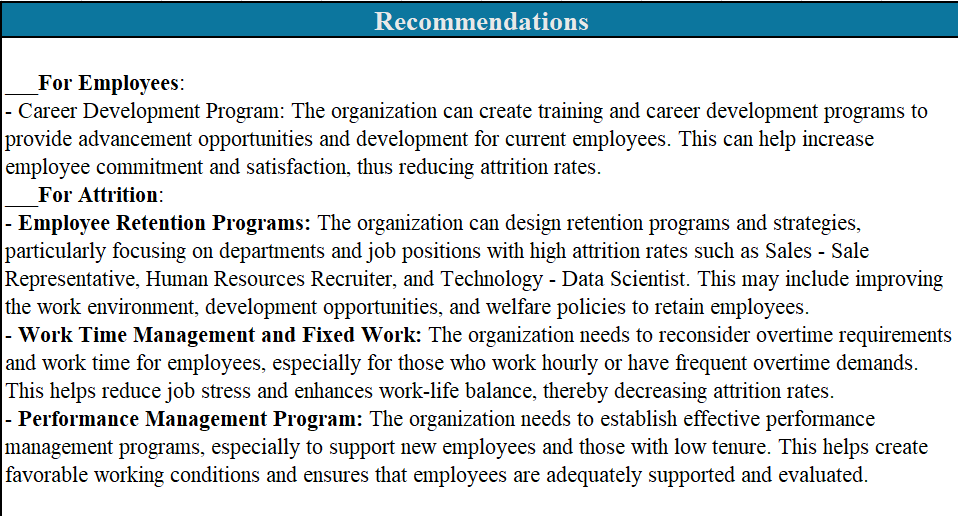 Recommendations
___For Employees:
- Career Development Program: The organization can create training and career development programs to
provide advancement opportunities and development for current employees. This can help increase
employee commitment and satisfaction, thus reducing attrition rates.
___For Attrition:
- Employee Retention Programs: The organization can design retention programs and strategies,
particularly focusing on departments and job positions with high attrition rates such as Sales - Sale
Representative, Human Resources Recruiter, and Technology - Data Scientist. This may include improving
the work environment, development opportunities, and welfare policies to retain employees.
- Work Time Management and Fixed Work: The organization needs to reconsider overtime requirements
and work time for employees, especially for those who work hourly or have frequent overtime demands.
This helps reduce job stress and enhances work-life balance, thereby decreasing attrition rates.
- Performance Management Program: The organization needs to establish effective performance
management programs, especially to support new employees and those with low tenure. This helps create
favorable working conditions and ensures that employees are adequately supported and evaluated.